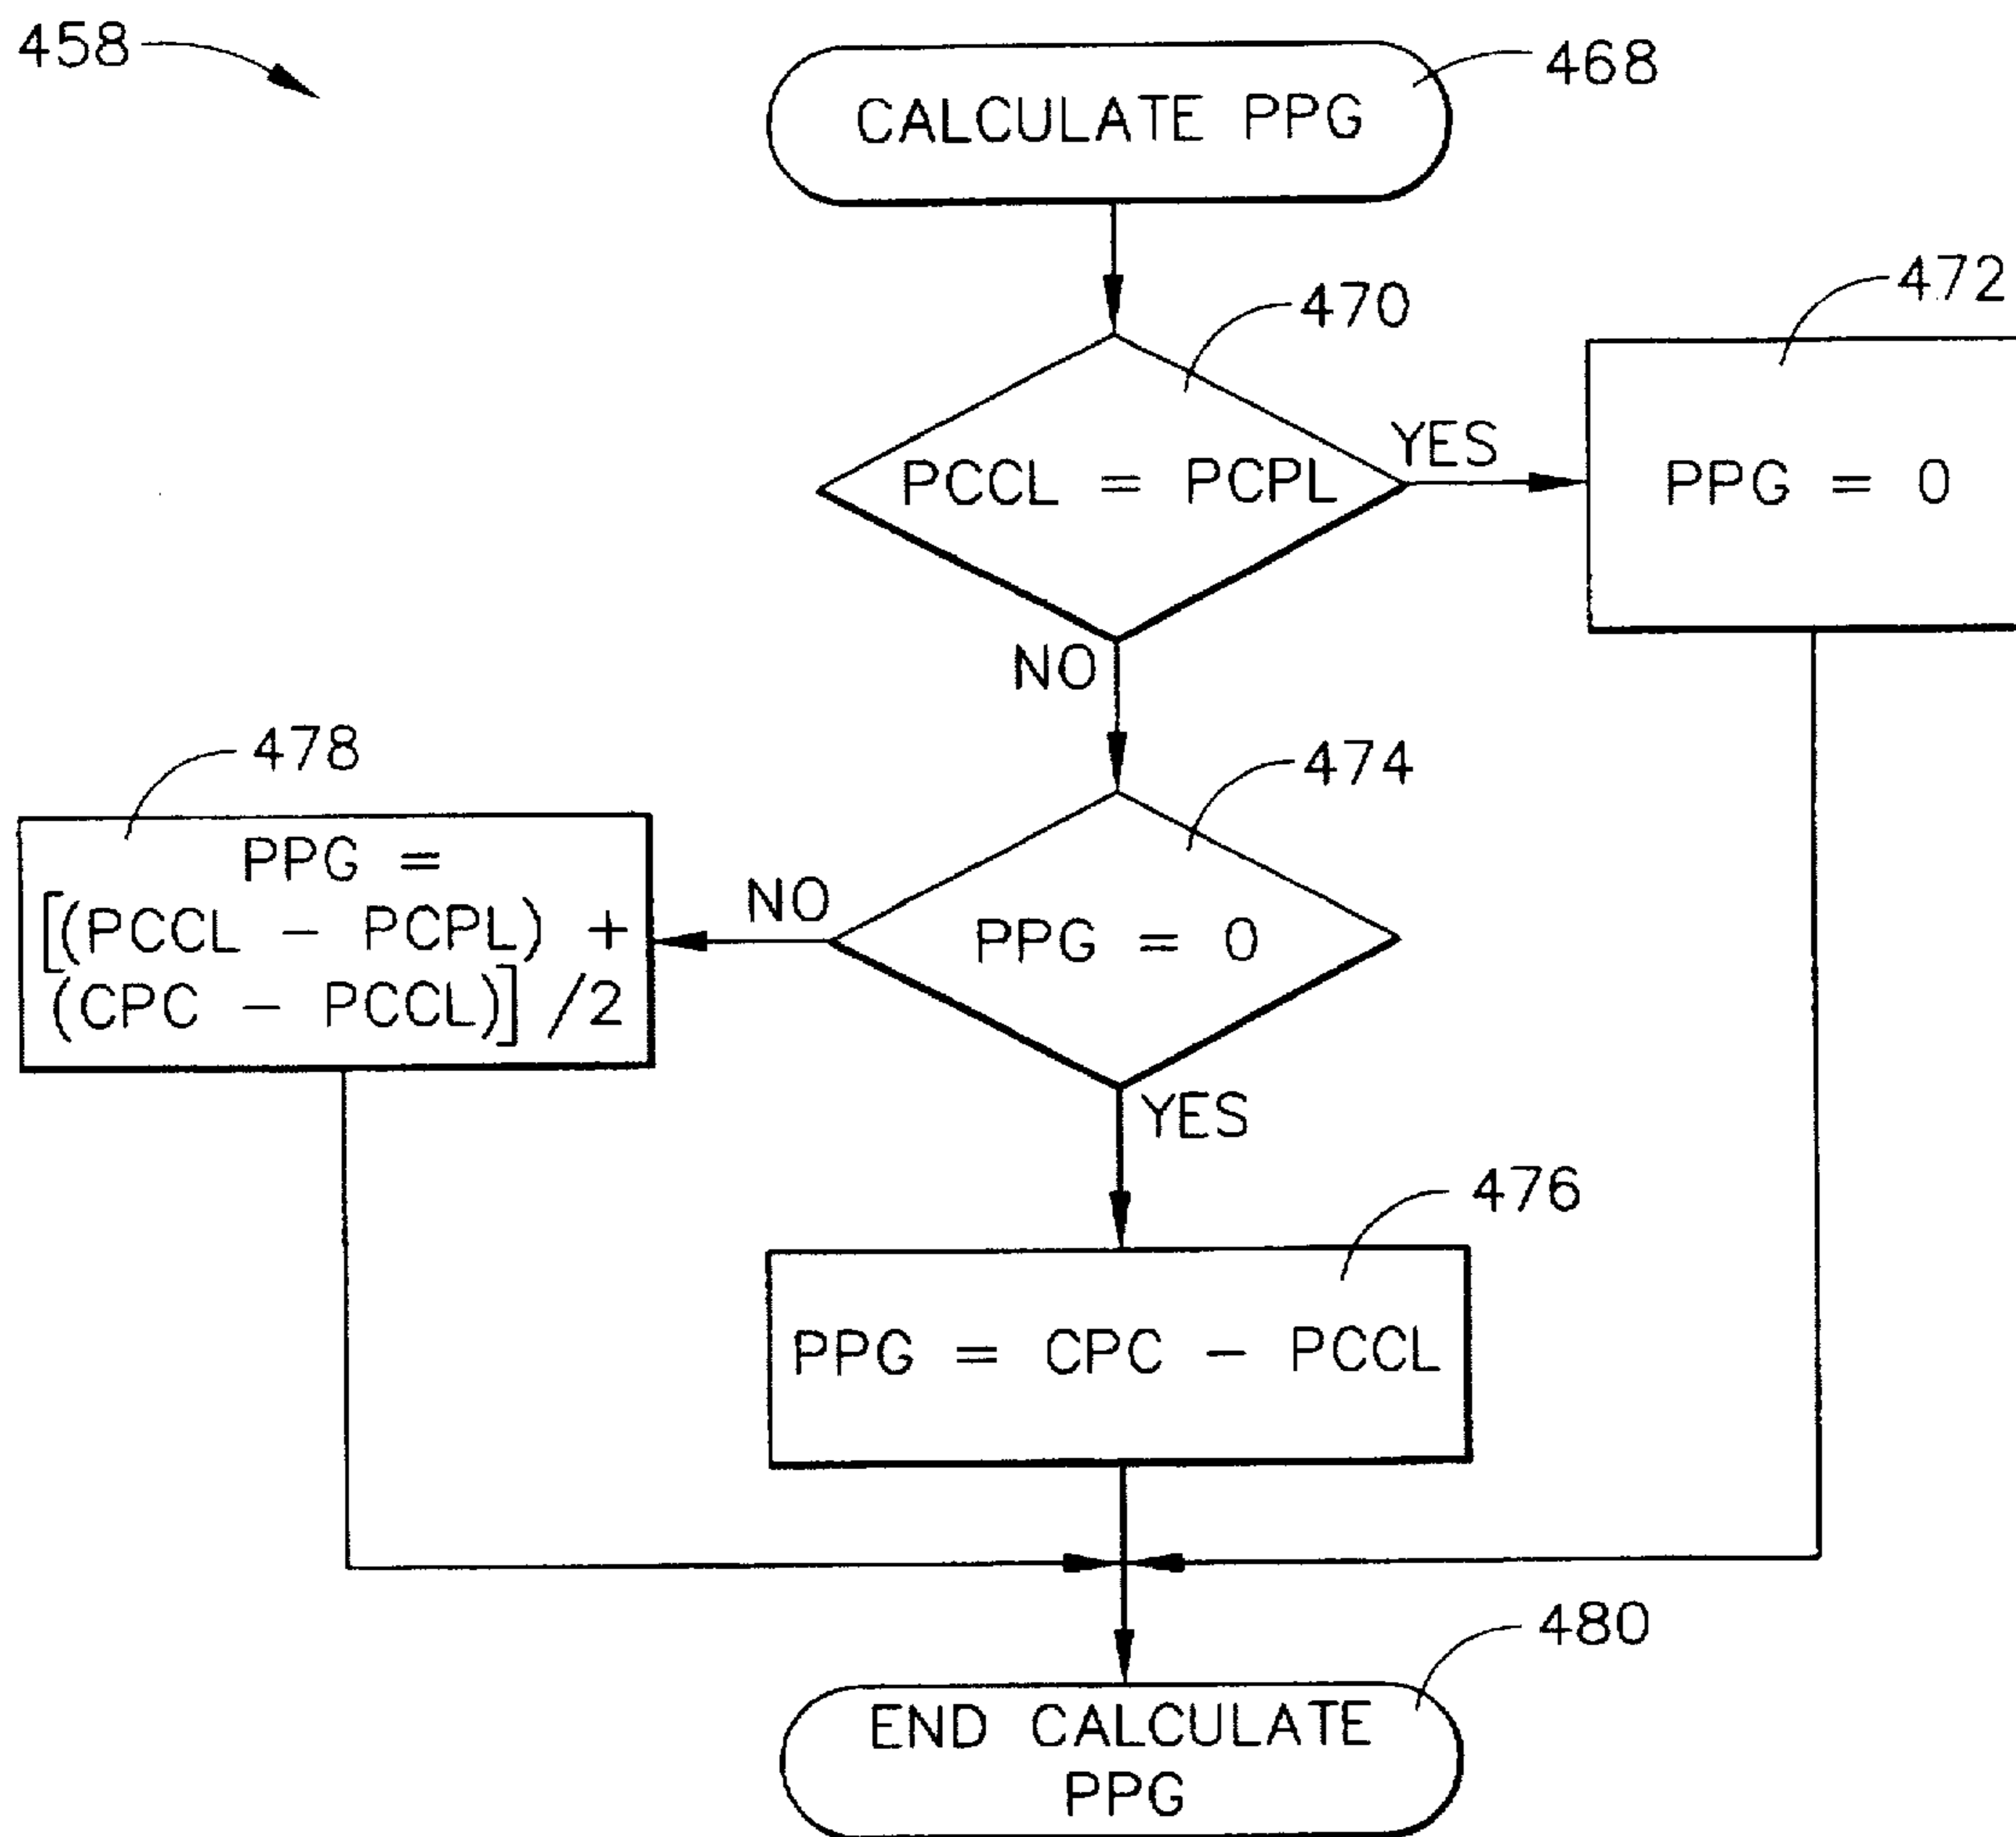 458
468
CALCULATE PPG
470
472
PCCL = PCPL
YES
PPG = 0
NO
478
474
PPG =
[(PCCL - PCPL) +
(CPC - PCCL)] /2
NO
PPG = 0
YES
476
PPG = CPC - PCCL
480
END CALCULATE
PPG